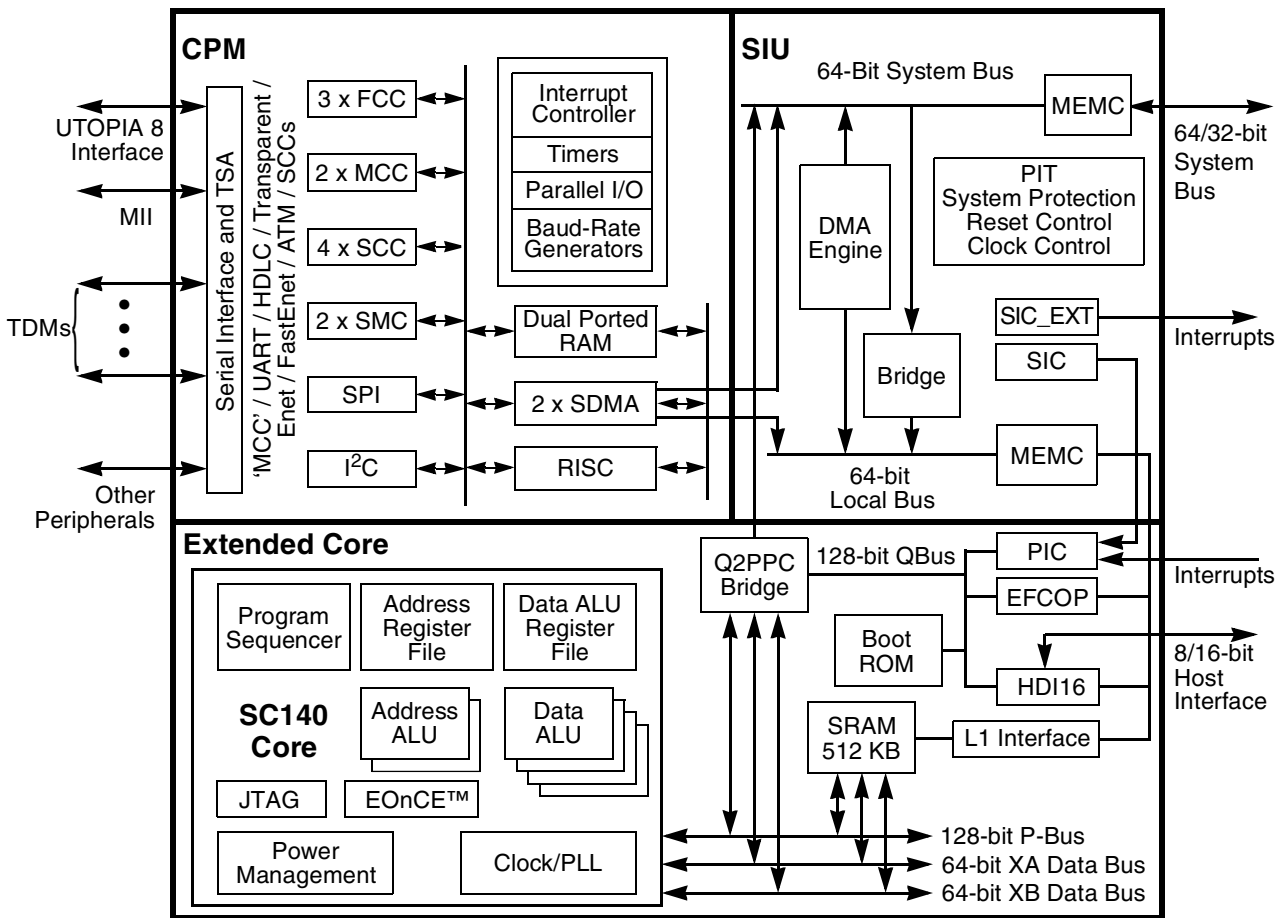 CPM
SIU
UTOPIA 8
Interface
MII
TDMs
Other
Peripherals
Serial Interface and TSA
'MCC' / UART / HDLC / Transparent /
Enet / FastEnet / ATM / SCCs
3 x FCC
2 x MCC
4 x SCC
2 x SMC
SPI
I²C
Interrupt
Controller
Timers
Parallel I/O
Baud-Rate
Generators
Dual Ported
RAM
2 x SDMA
RISC
64-Bit System Bus
MEMC
64/32-bit
System
Bus
PIT
System Protection
Reset Control
Clock Control
DMA
Engine
SIC_EXT
Interrupts
SIC
Bridge
MEMC
64-bit
Local Bus
Extended Core
Program
Sequencer
Address
Register
File
Data ALU
Register
File
SC140
Core
Address
ALU
Data
ALU
JTAG
EOnCE™
Power
Management
Clock/PLL
Q2PPC
Bridge
128-bit QBus
PIC
Interrupts
EFCOP
Boot
ROM
HDI16
8/16-bit
Host
Interface
SRAM
512 KB
L1 Interface
128-bit P-Bus
64-bit XA Data Bus
64-bit XB Data Bus